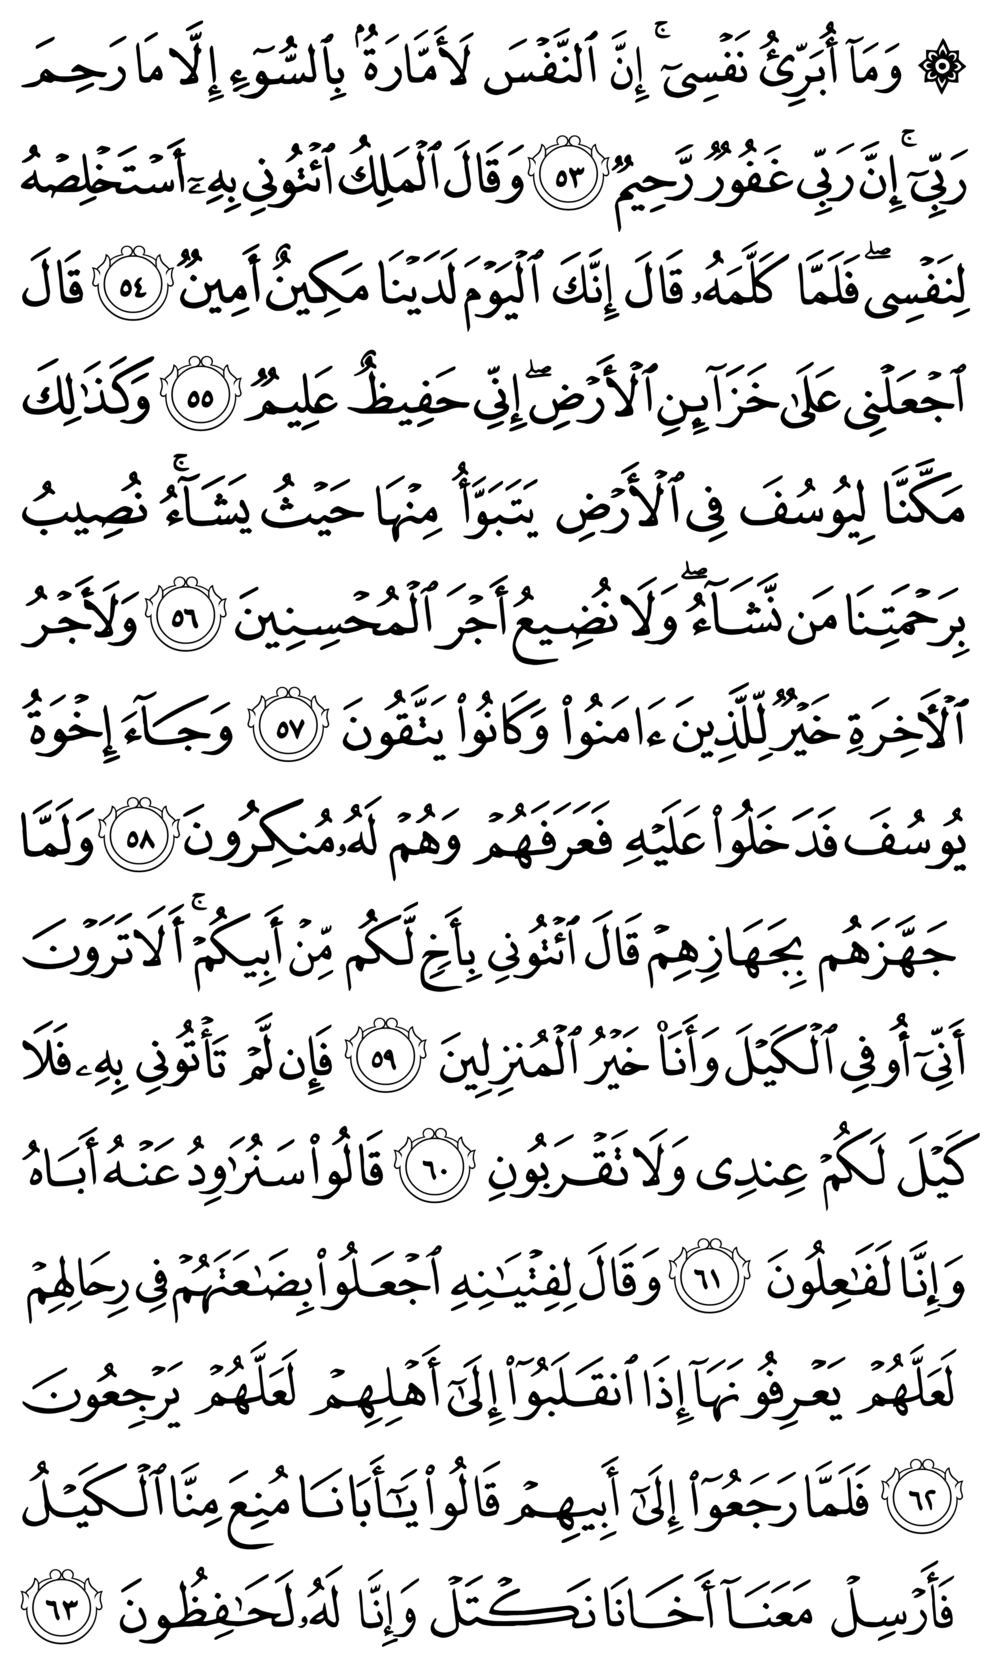 ۞ وَمَآ أُبَرِّئُ نَفۡسِيٓۚ إِنَّ ٱلنَّفۡسَ لَأَمَّارَةُۢ بِٱلسُّوٓءِ إِلَّا مَا رَحِمَ
رَبِّيٓۚ إِنَّ رَبِّي غَفُورٞ رَّحِيمٞ ٥٣ وَقَالَ ٱلۡمَلِكُ ٱئۡتُونِي بِهِۦٓ أَسۡتَخۡلِصۡهُ
لِنَفۡسِيۖ فَلَمَّا كَلَّمَهُۥ قَالَ إِنَّكَ ٱلۡيَوۡمَ لَدَيۡنَا مَكِينٌ أَمِينٞ ٥٤ قَالَ
ٱجۡعَلۡنِي عَلَىٰ خَزَآئِنِ ٱلۡأَرۡضِۖ إِنِّي حَفِيظٌ عَلِيمٞ ٥٥ وَكَذَٰلِكَ
مَكَّنَّا لِيُوسُفَ فِي ٱلۡأَرۡضِ يَتَبَوَّأُ مِنۡهَا حَيۡثُ يَشَآءُۚ نُصِيبُ
بِرَحۡمَتِنَا مَن نَّشَآءُۖ وَلَا نُضِيعُ أَجۡرَ ٱلۡمُحۡسِنِينَ ٥٦ وَلَأَجۡرُ
ٱلۡأٓخِرَةِ خَيۡرٞ لِّلَّذِينَ ءَامَنُواْ وَكَانُواْ يَتَّقُونَ ٥٧ وَجَآءَ إِخۡوَةُ
يُوسُفَ فَدَخَلُواْ عَلَيۡهِ فَعَرَفَهُمۡ وَهُمۡ لَهُۥ مُنكِرُونَ ٥٨ وَلَمَّا
جَهَّزَهُم بِجَهَازِهِمۡ قَالَ ٱئۡتُونِي بِأَخٖ لَّكُم مِّنۡ أَبِيكُمۡۚ أَلَا تَرَوۡنَ
أَنِّيٓ أُوفِي ٱلۡكَيۡلَ وَأَنَا۠ خَيۡرُ ٱلۡمُنزِلِينَ ٥٩ فَإِن لَّمۡ تَأۡتُونِي بِهِۦ فَلَا
كَيۡلَ لَكُمۡ عِندِي وَلَا تَقۡرَبُونِ ٦٠ قَالُواْ سَنُرَٰوِدُ عَنۡهُ أَبَاهُ
وَإِنَّا لَفَٰعِلُونَ ٦١ وَقَالَ لِفِتۡيَٰنِهِ ٱجۡعَلُواْ بِضَٰعَتَهُمۡ فِي رِحَالِهِمۡ
لَعَلَّهُمۡ يَعۡرِفُونَهَآ إِذَا ٱنقَلَبُوٓاْ إِلَىٰٓ أَهۡلِهِمۡ لَعَلَّهُمۡ يَرۡجِعُونَ
٦٢ فَلَمَّا رَجَعُوٓاْ إِلَىٰٓ أَبِيهِمۡ قَالُواْ يَٰٓأَبَانَا مُنِعَ مِنَّا ٱلۡكَيۡلُ
فَأَرۡسِلۡ مَعَنَآ أَخَانَا نَكۡتَلۡ وَإِنَّا لَهُۥ لَحَٰفِظُونَ ٦٣